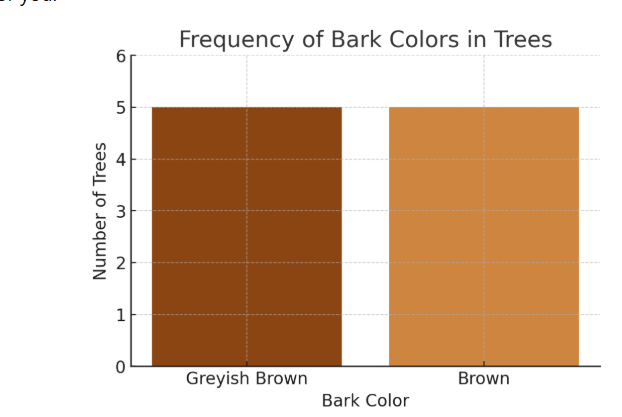 Frequency of Bark Colors in Trees
6
5
4
3
2
1
0
Number of Trees
Greyish Brown
Brown
Bark Color